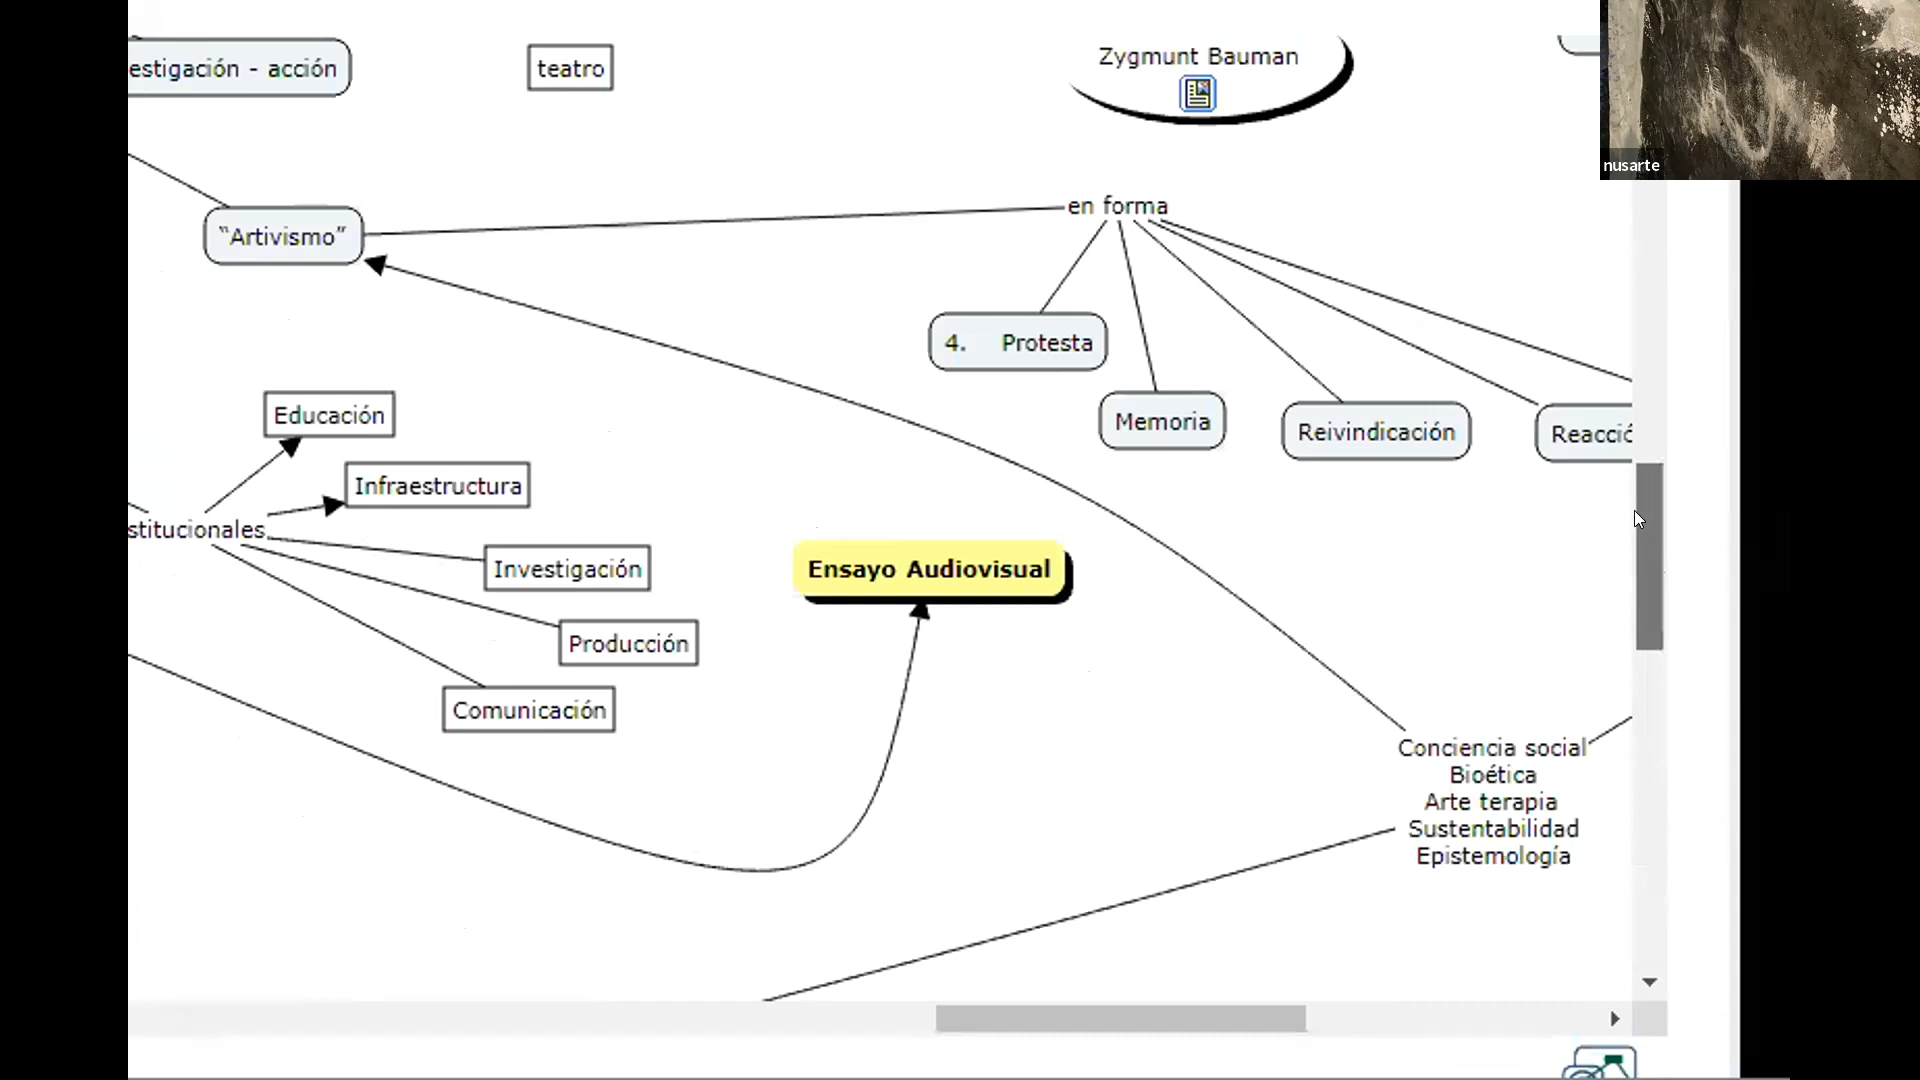 estigación - acción
teatro
Zygmunt Bauman
nusarte
"Artivismo"
en forma
4. Protesta
Memoria
Reivindicación
Reacció
Educación
Infraestructura
stitucionales
Investigación
Producción
Comunicación
Ensayo Audiovisual
Conciencia social
Bioética
Arte terapia
Sustentabilidad
Epistemología